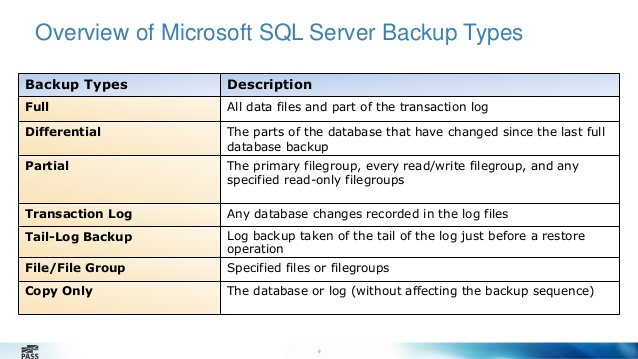 Overview of Microsoft SQL Server Backup Types
Backup Types
Description
Full
All data files and part of the transaction log
Differential
The parts of the database that have changed since the last full
database backup
Partial
The primary filegroup, every read/write filegroup, and any
specified read-only filegroups
Transaction Log
Any database changes recorded in the log files
Tail-Log Backup
Log backup taken of the tail of the log just before a restore
operation
File/File Group
Specified files or filegroups
Copy Only
The database or log (without affecting the backup sequence)
PASS